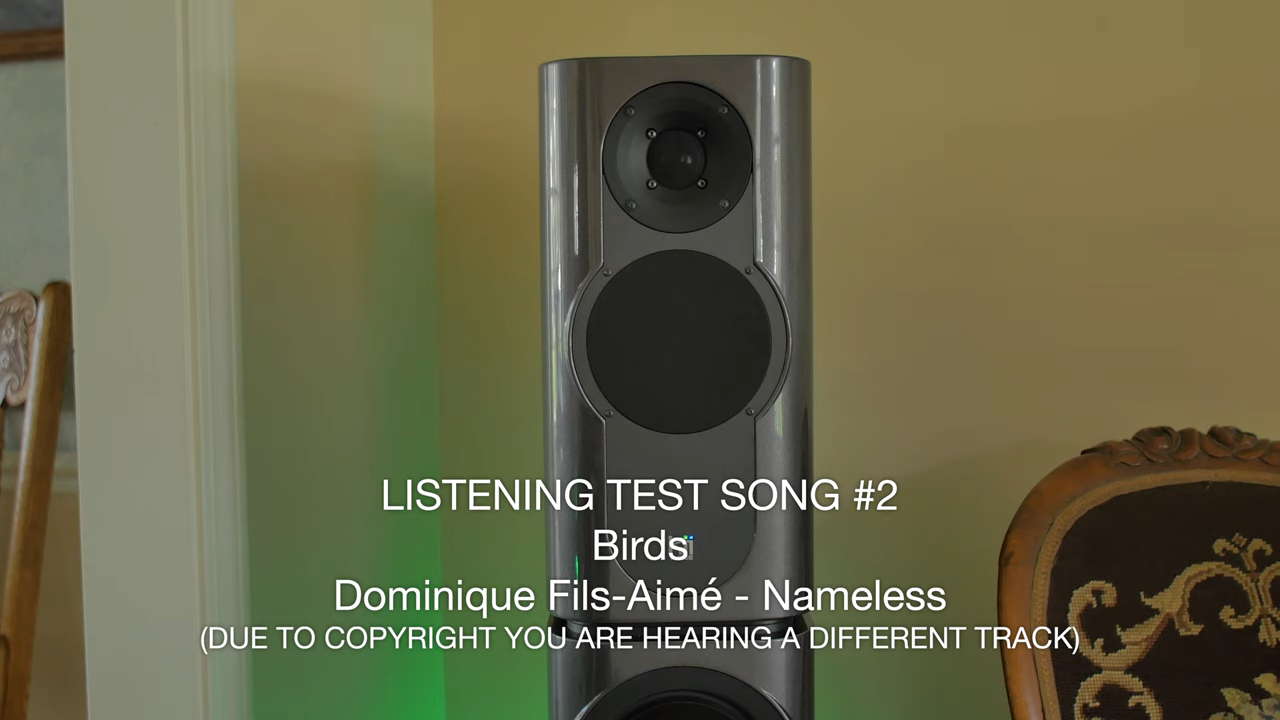 LISTENING TEST SONG #2
Birds
Dominique Fils-Aimé - Nameless
(DUE TO COPYRIGHT YOU ARE HEARING A DIFFERENT TRACK)